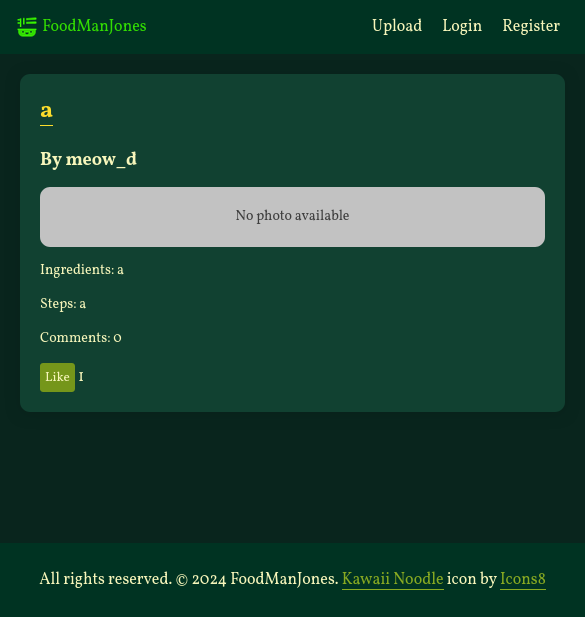 FoodManJones Upload Login Register
a
By meow_d
No photo available
Ingredients: a
Steps: a
Comments: 0
Like 1
All rights reserved. © 2024 FoodManJones. Kawaii Noodle icon by Icons8